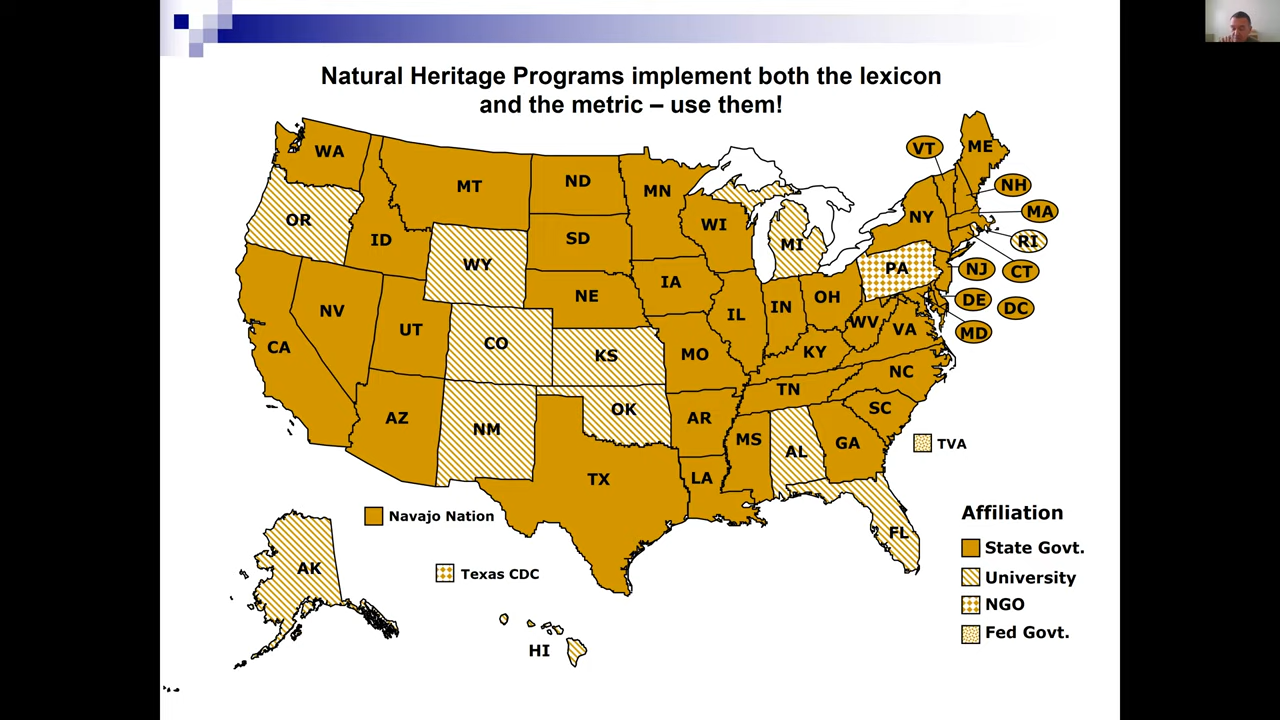 Natural Heritage Programs implement both the lexicon
and the metric – use them!
WA
MT
ND
MN
VT
ME
OR
ID
SD
WI
MI
NY
NH
MA
RI
WY
NE
IA
PA
NJ
CT
NV
UT
CO
KS
IL
IN
OH
WV
VA
DE
DC
MD
CA
MO
KY
NC
AZ
NM
OK
AR
TN
SC
MS
AL
GA
TVA
TX
LA
FL
Navajo Nation
Texas CDC
AK
HI
Affiliation
State Govt.
University
NGO
Fed Govt.